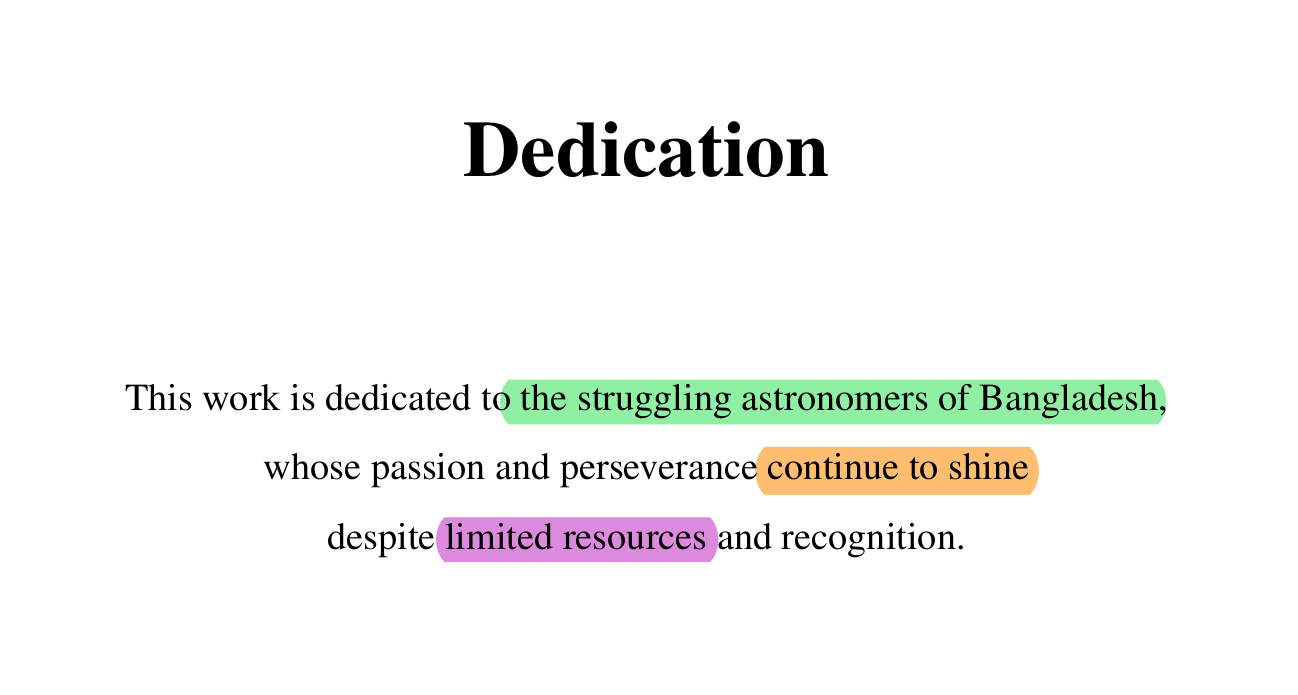 Dedication
This work is dedicated to the struggling astronomers of Bangladesh,
whose passion and perseverance continue to shine
despite limited resources and recognition.